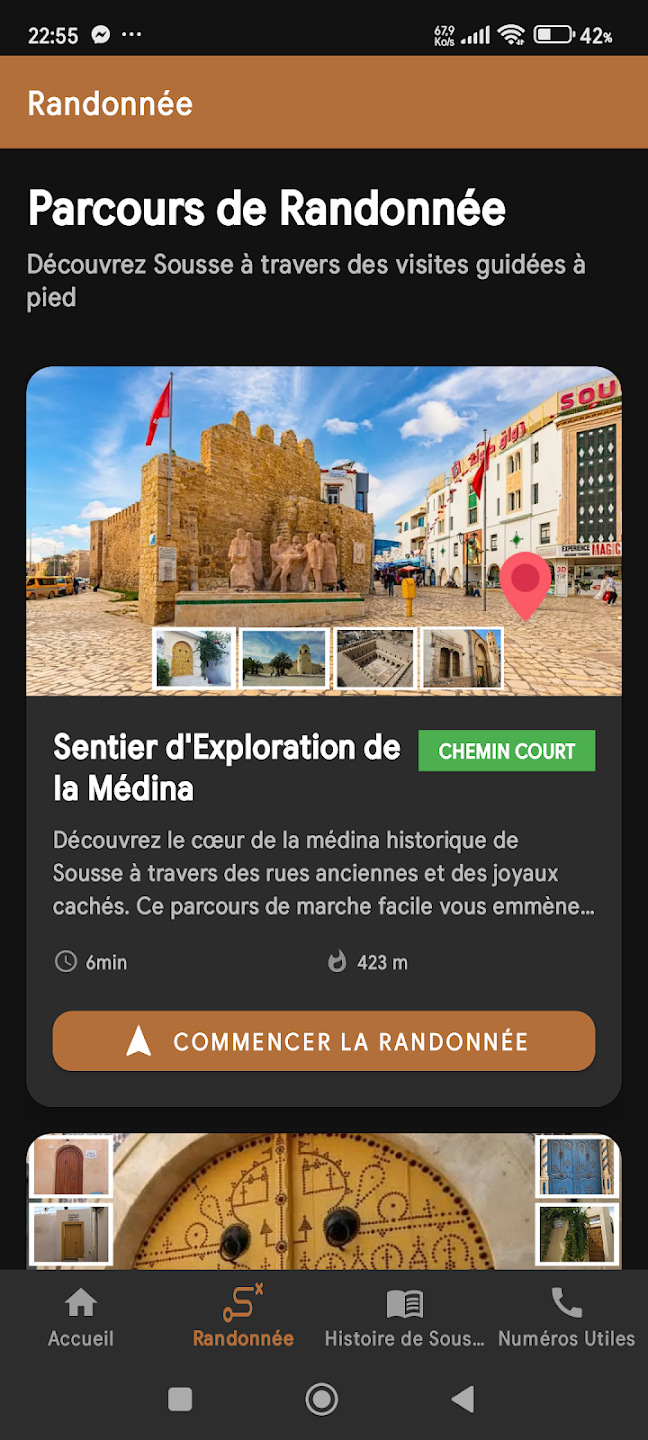 22:55
67,9
Ko/s
42%
Randonnée
Parcours de Randonnée
Découvrez Sousse à travers des visites guidées à
pied
SOU
EXPERIENCE MAGIC
3D
Sentier d'Exploration de
la Médina
CHEMIN COURT
Découvrez le cœur de la médina historique de
Sousse à travers des rues anciennes et des joyaux
cachés. Ce parcours de marche facile vous emmène...
6min
423 m
COMMENCER LA RANDONNÉE
Accueil
Randonnée
Histoire de Sous...
Numéros Utiles